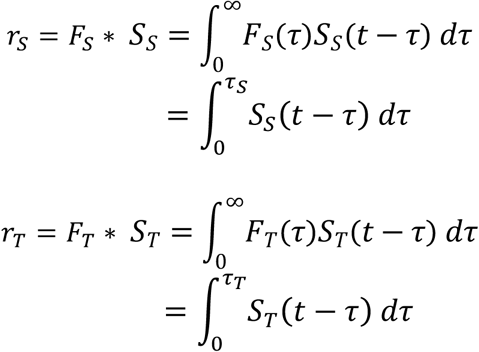 r_S = F_S ∗ S_S = ∫_0^∞ F_S(τ)S_S(t − τ) dτ
= ∫_0^{τ_S} S_S(t − τ) dτ
r_T = F_T ∗ S_T = ∫_0^∞ F_T(τ)S_T(t − τ) dτ
= ∫_0^{τ_T} S_T(t − τ) dτ